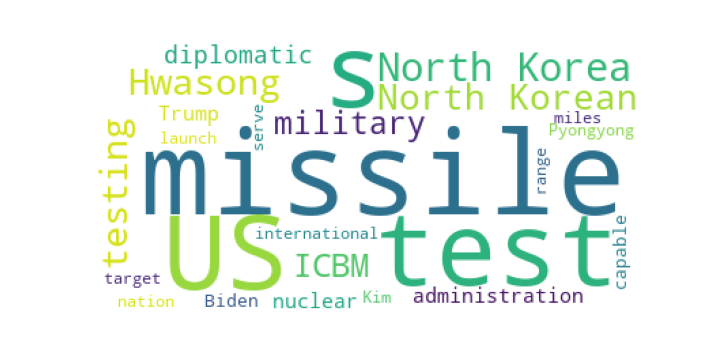 diplomatic
s
North Korea
Hwasong
North Korean
Trump
serve
military
miles
launch
Pyongyong
testing
missile
range
US
test
international
capable
ICBM
target
administration
nation
Biden
nuclear
Kim